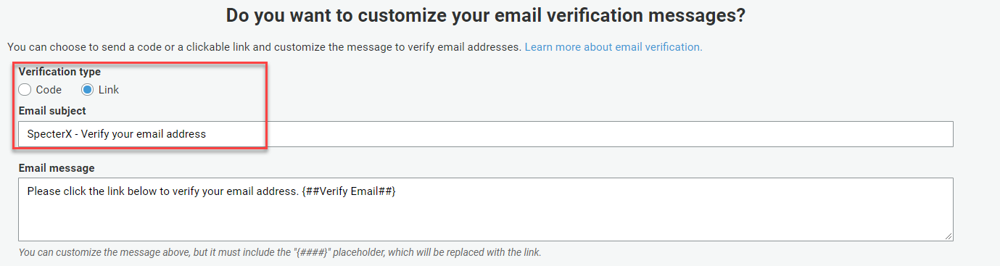 Do you want to customize your email verification messages?
You can choose to send a code or a clickable link and customize the message to verify email addresses. Learn more about email verification.
Verification type
Code Link
Email subject
SpecterX - Verify your email address
Email message
Please click the link below to verify your email address. {##Verify Email##}
You can customize the message above, but it must include the "{####}" placeholder, which will be replaced with the link.